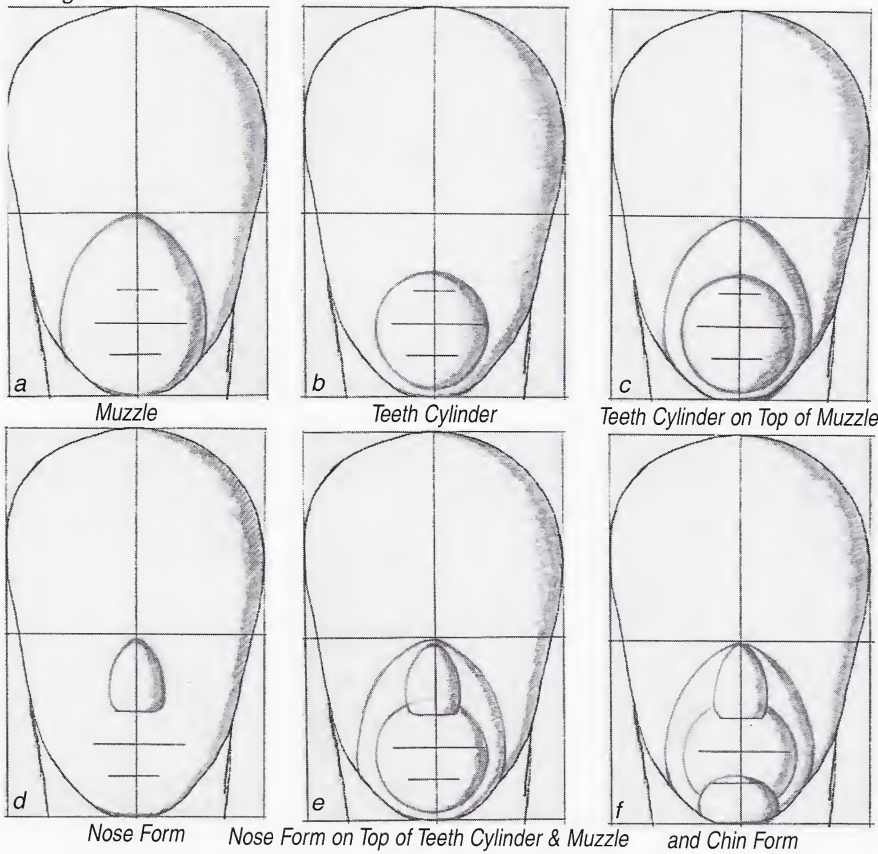 a
b
c
Muzzle
Teeth Cylinder
Teeth Cylinder on Top of Muzzle
d
e
f
Nose Form
Nose Form on Top of Teeth Cylinder & Muzzle
and Chin Form